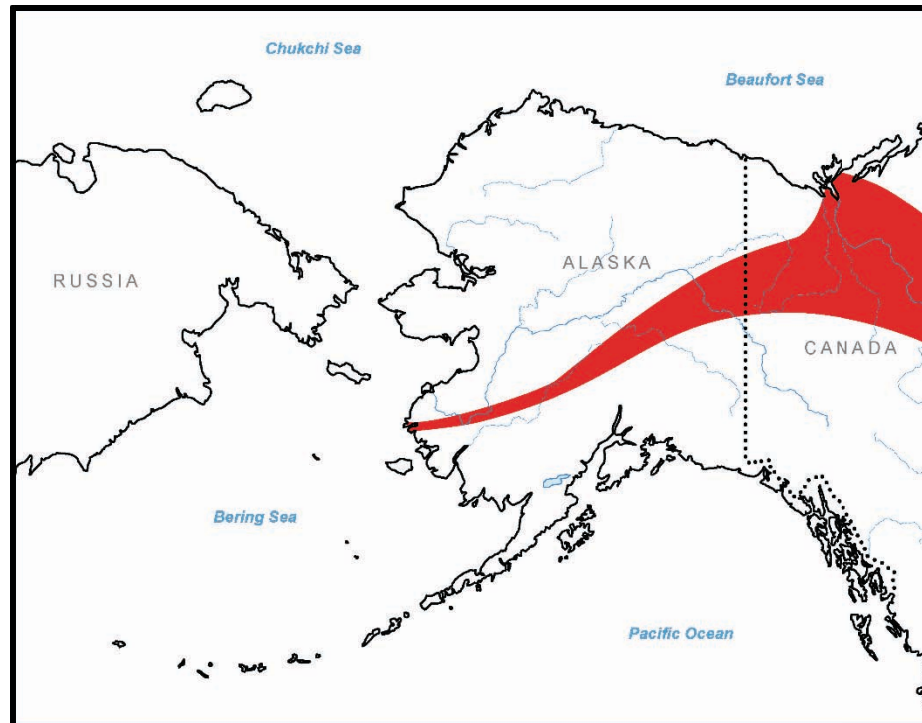 Chukchi Sea
Beaufort Sea
ALASKA
RUSSIA
CANADA
Bering Sea
Pacific Ocean